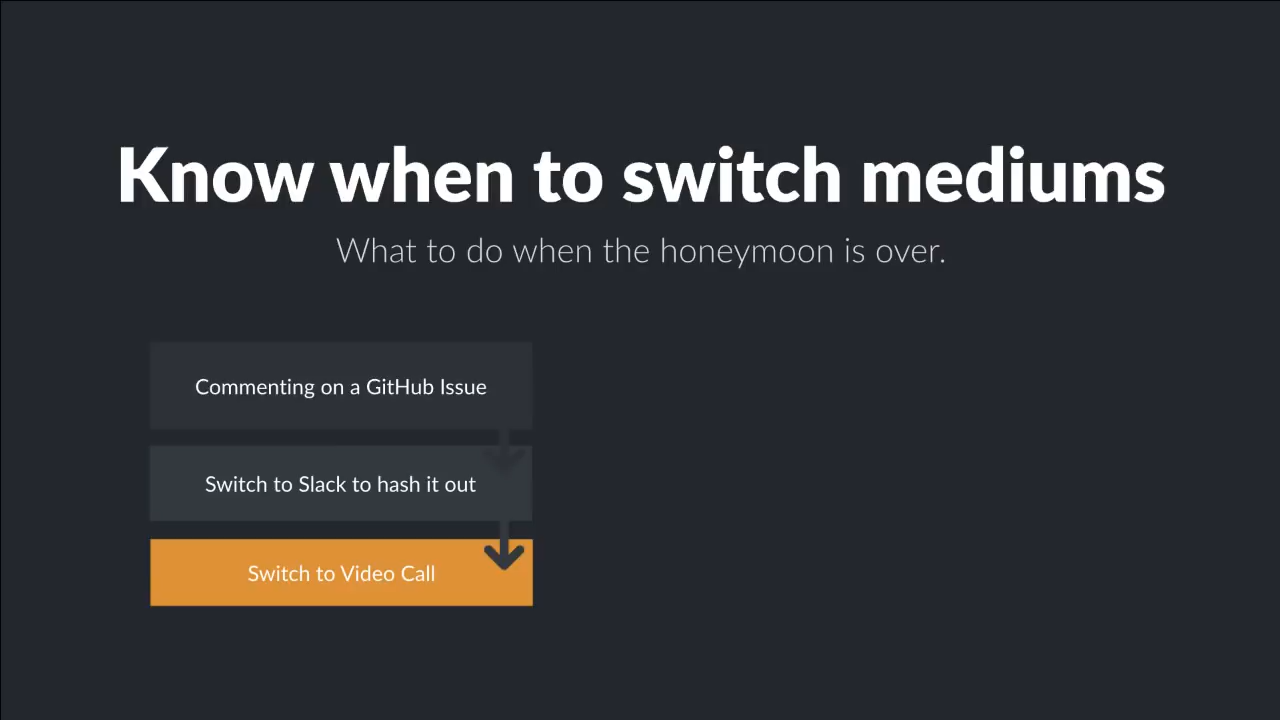 Know when to switch mediums
What to do when the honeymoon is over.
Commenting on a GitHub Issue
Switch to Slack to hash it out
Switch to Video Call